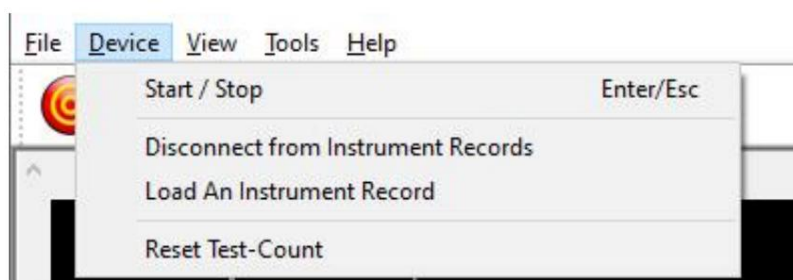 File Device View Tools Help
Start / Stop Enter/Esc
Disconnect from Instrument Records
Load An Instrument Record
Reset Test-Count